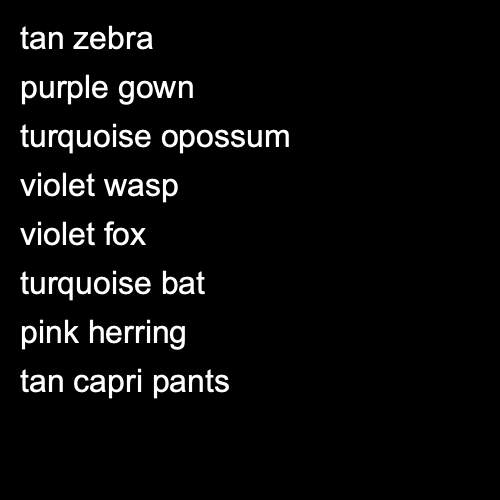 tan zebra
purple gown
turquoise opossum
violet wasp
violet fox
turquoise bat
pink herring
tan capri pants